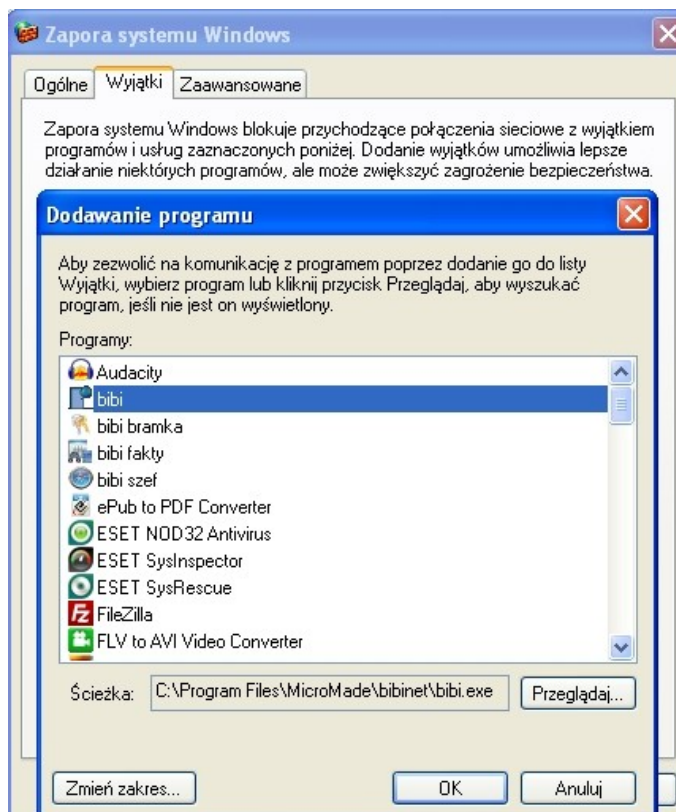 Zapora systemu Windows
Ogólne Wyjątki Zaawansowane
Zapora systemu Windows blokuje przychodzące połączenia sieciowe z wyjątkiem
programów i usług zaznaczonych poniżej. Dodanie wyjątków umożliwia lepsze
działanie niektórych programów, ale może zwiększyć zagrożenie bezpieczeństwa.
Dodawanie programu
Aby zezwolić na komunikację z programem poprzez dodanie go do listy
Wyjątki, wybierz program lub kliknij przycisk Przeglądaj, aby wyszukać
program, jeśli nie jest on wyświetlony.
Programy:
Audacity
bibi
bibi bramka
bibi fakty
bibi szef
ePub to PDF Converter
ESET NOD32 Antivirus
ESET SysInspector
ESET SysRescue
FileZilla
FLV to AVI Video Converter
Ścieżka: C:\Program Files\MicroMade\bibinet\bibi.exe Przeglądaj...
Zmień zakres... OK Anuluj